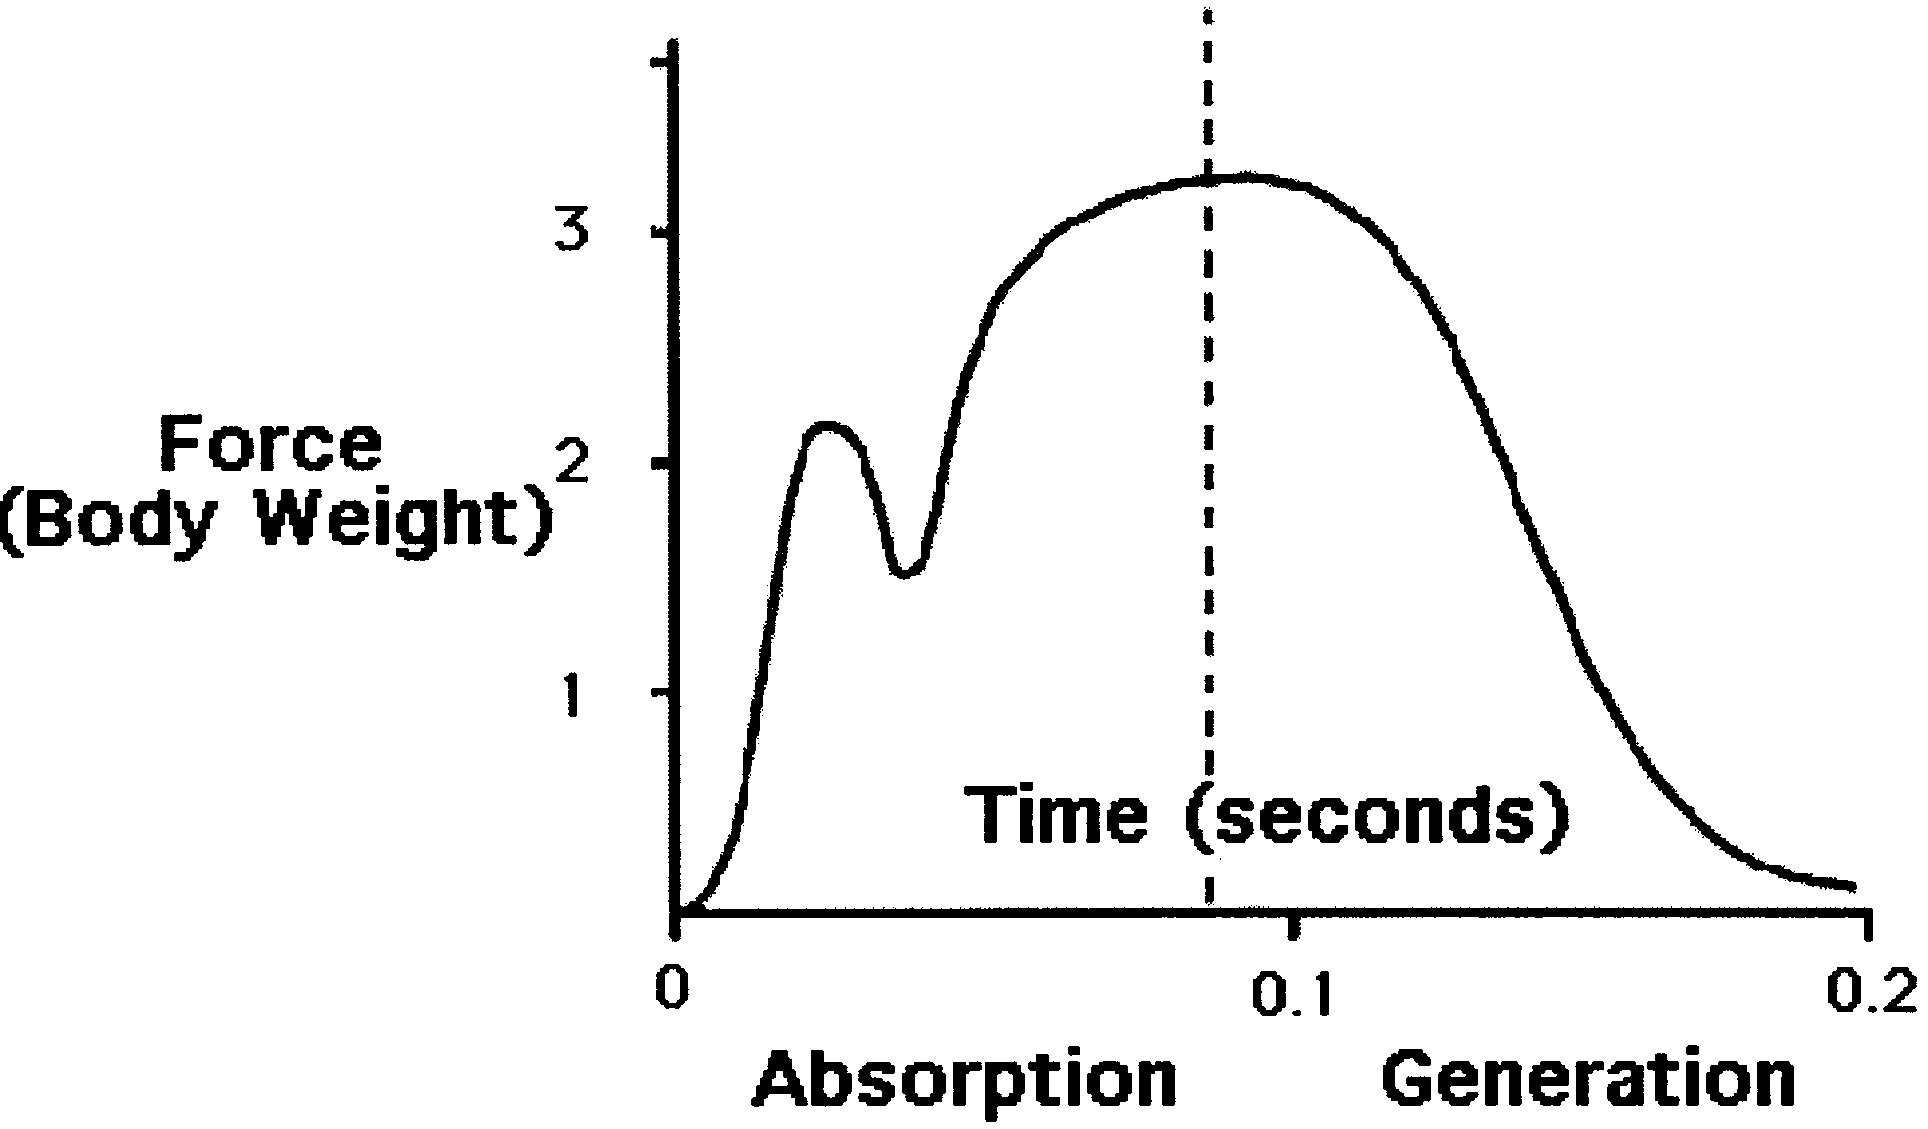 3
Force
(Body Weight)
2
1
Time (seconds)
0
0.1
0.2
Absorption
Generation